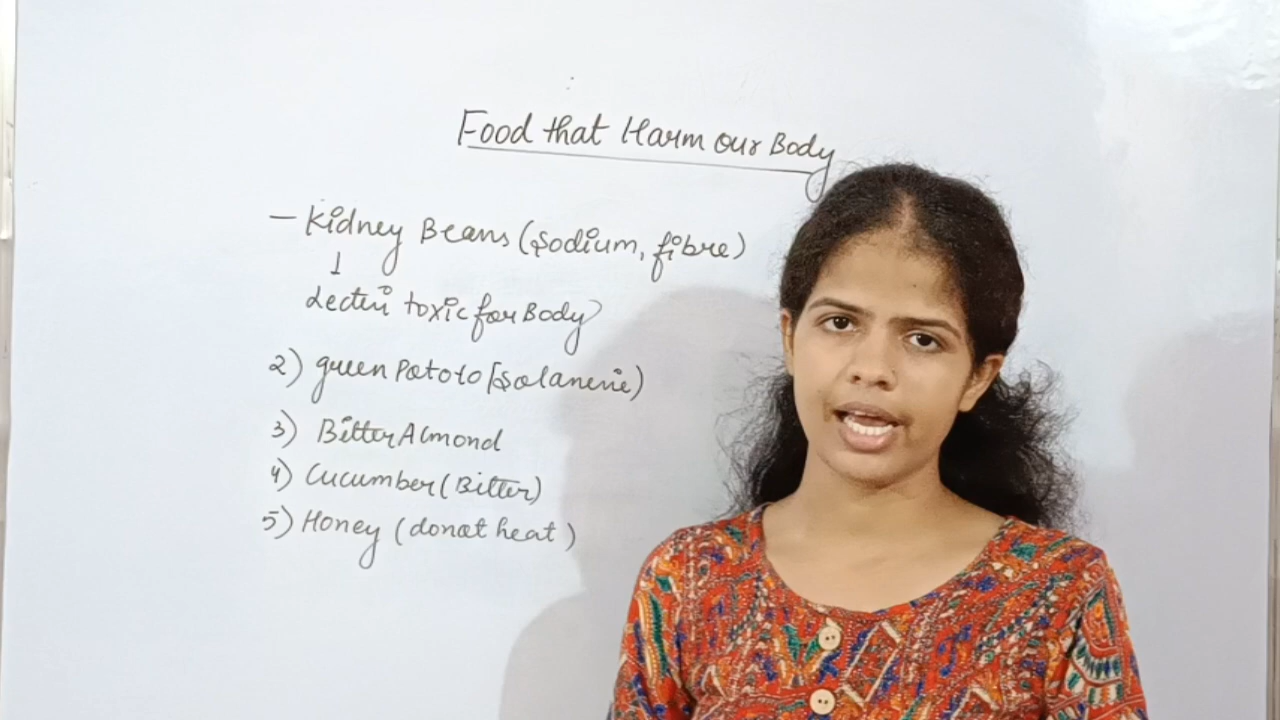 Food that Harm our Body
— Kidney Beans (Sodium, fibre)
↓
Lectin toxic for Body
2) green Potato [Solanenie)
3) Bitter Almond
4) Cucumber (Bitter)
5) Honey (donot heat)